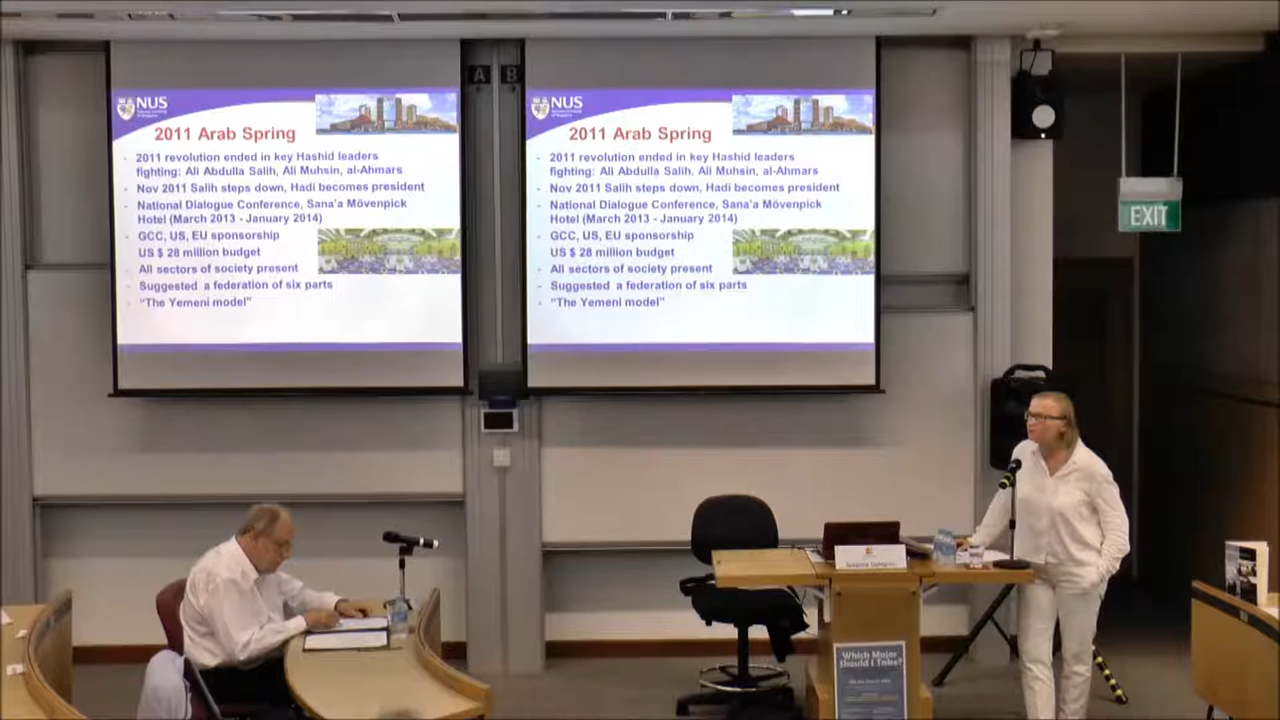 A B
NUS
2011 Arab Spring
- 2011 revolution ended in key Hashid leaders
fighting: Ali Abdulla Salih, Ali Muhsin, al-Ahmars
- Nov 2011 Salih steps down, Hadi becomes president
- National Dialogue Conference, Sana'a Mövenpick
Hotel (March 2013 - January 2014)
- GCC, US, EU sponsorship
US $ 28 million budget
- All sectors of society present
- Suggested a federation of six parts
- "The Yemeni model"
NUS
2011 Arab Spring
- 2011 revolution ended in key Hashid leaders
fighting: Ali Abdulla Salih, Ali Muhsin, al-Ahmars
- Nov 2011 Salih steps down, Hadi becomes president
- National Dialogue Conference, Sana'a Mövenpick
Hotel (March 2013 - January 2014)
- GCC, US, EU sponsorship
US $ 28 million budget
- All sectors of society present
- Suggested a federation of six parts
- "The Yemeni model"
EXIT
Which Major
Should I Take?